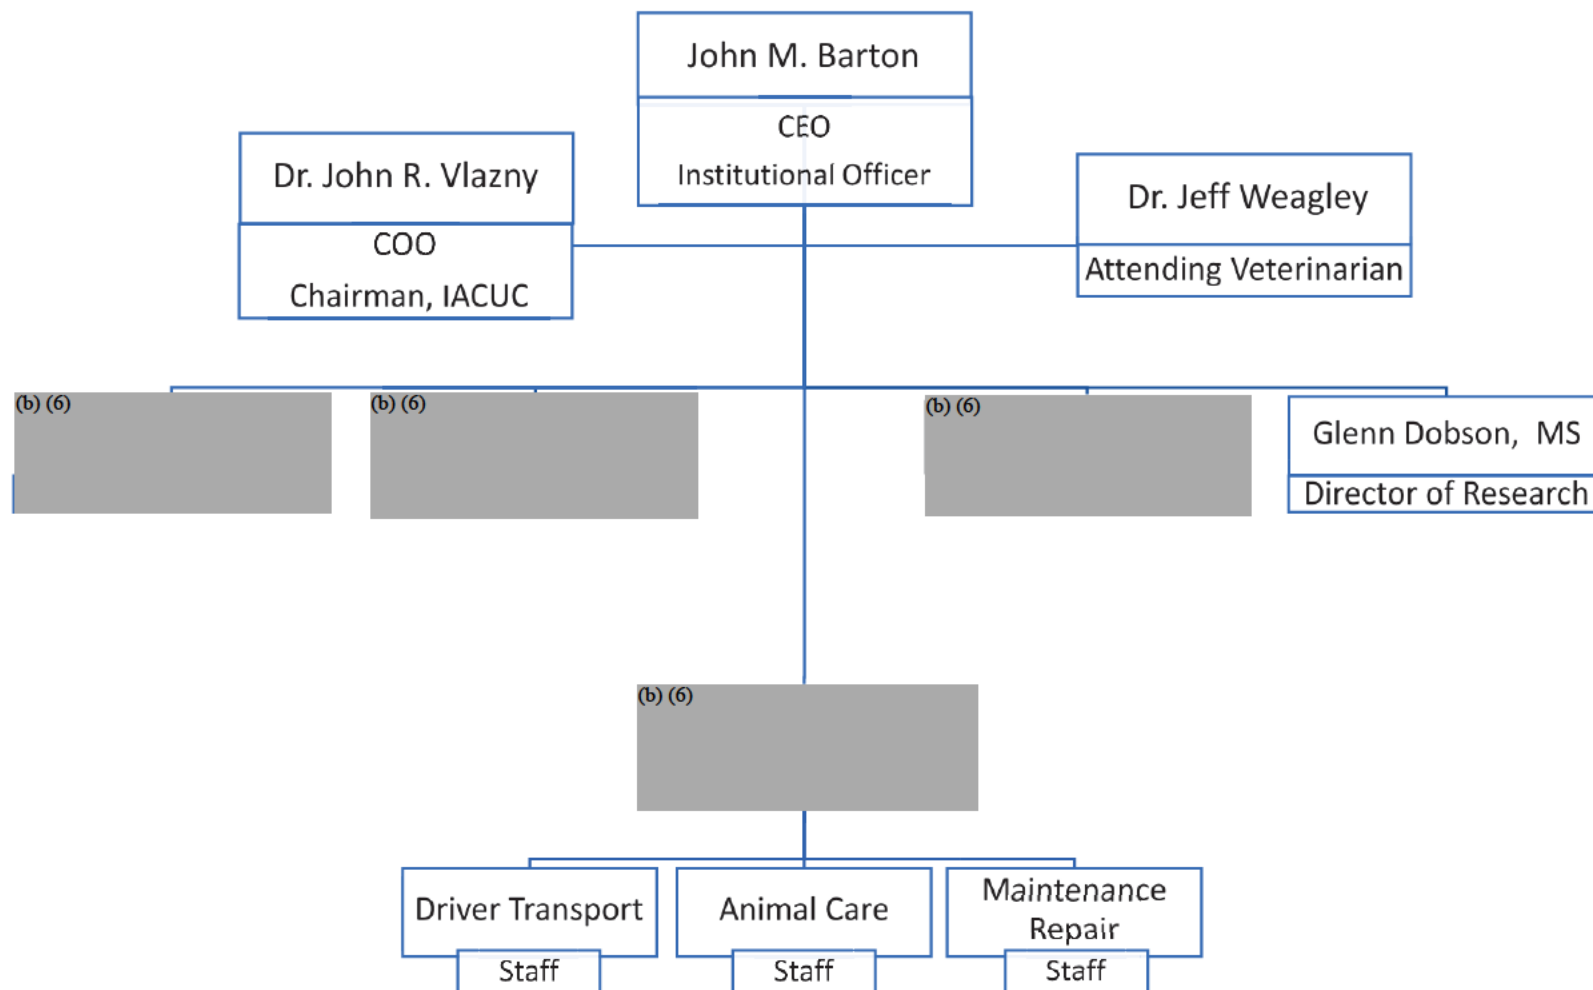 John M. Barton
CEO
Institutional Officer
Dr. John R. Vlazny
COO
Chairman, IACUC
Dr. Jeff Weagley
Attending Veterinarian
(b) (6)
(b) (6)
(b) (6)
Glenn Dobson, MS
Director of Research
(b) (6)
Driver Transport
Staff
Animal Care
Staff
Maintenance
Repair
Staff